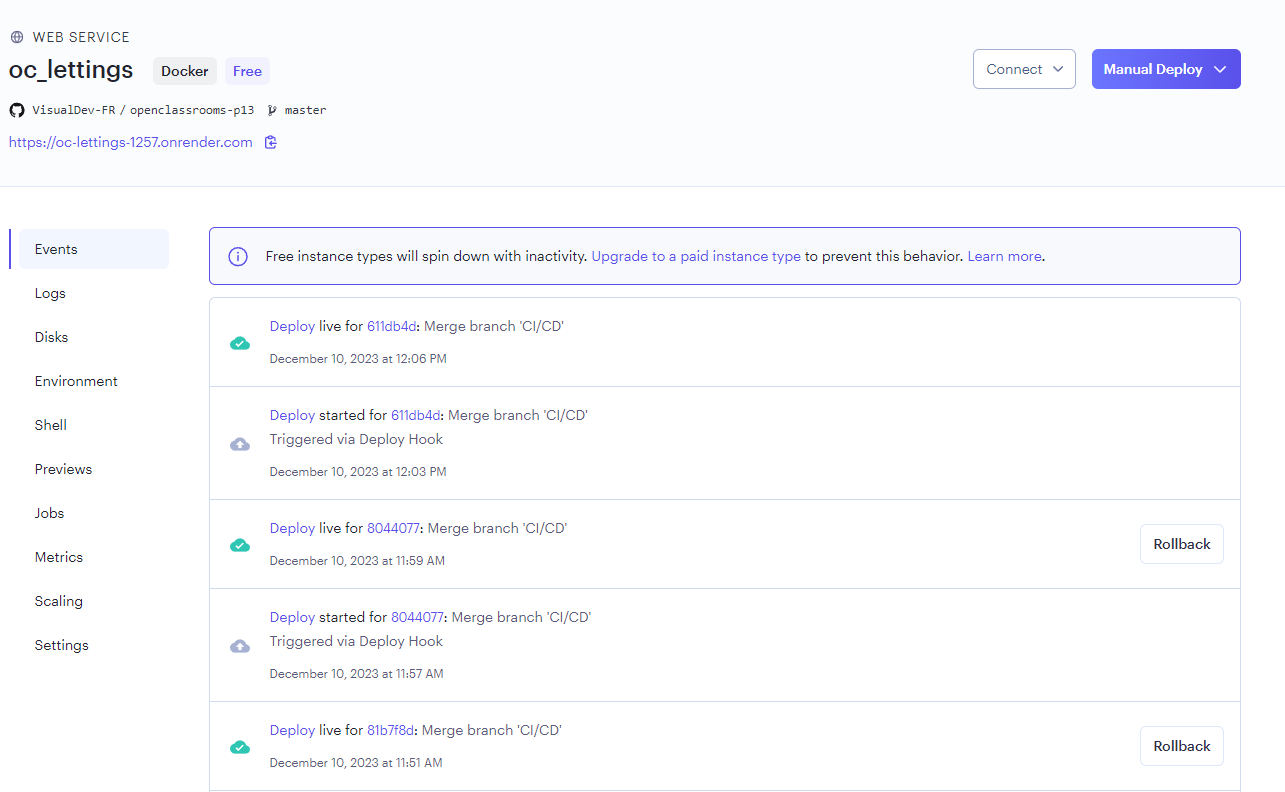 WEB SERVICE
oc_lettings Docker Free
Connect Manual Deploy
VisualDev-FR / openclassrooms-p13 master
https://oc-lettings-1257.onrender.com
Events
Logs
Disks
Environment
Shell
Previews
Jobs
Metrics
Scaling
Settings
Free instance types will spin down with inactivity. Upgrade to a paid instance type to prevent this behavior. Learn more.
Deploy live for 611db4d: Merge branch 'CI/CD'
December 10, 2023 at 12:06 PM
Deploy started for 611db4d: Merge branch 'CI/CD'
Triggered via Deploy Hook
December 10, 2023 at 12:03 PM
Deploy live for 8044077: Merge branch 'CI/CD'
December 10, 2023 at 11:59 AM
Rollback
Deploy started for 8044077: Merge branch 'CI/CD'
Triggered via Deploy Hook
December 10, 2023 at 11:57 AM
Deploy live for 81b7f8d: Merge branch 'CI/CD'
December 10, 2023 at 11:51 AM
Rollback